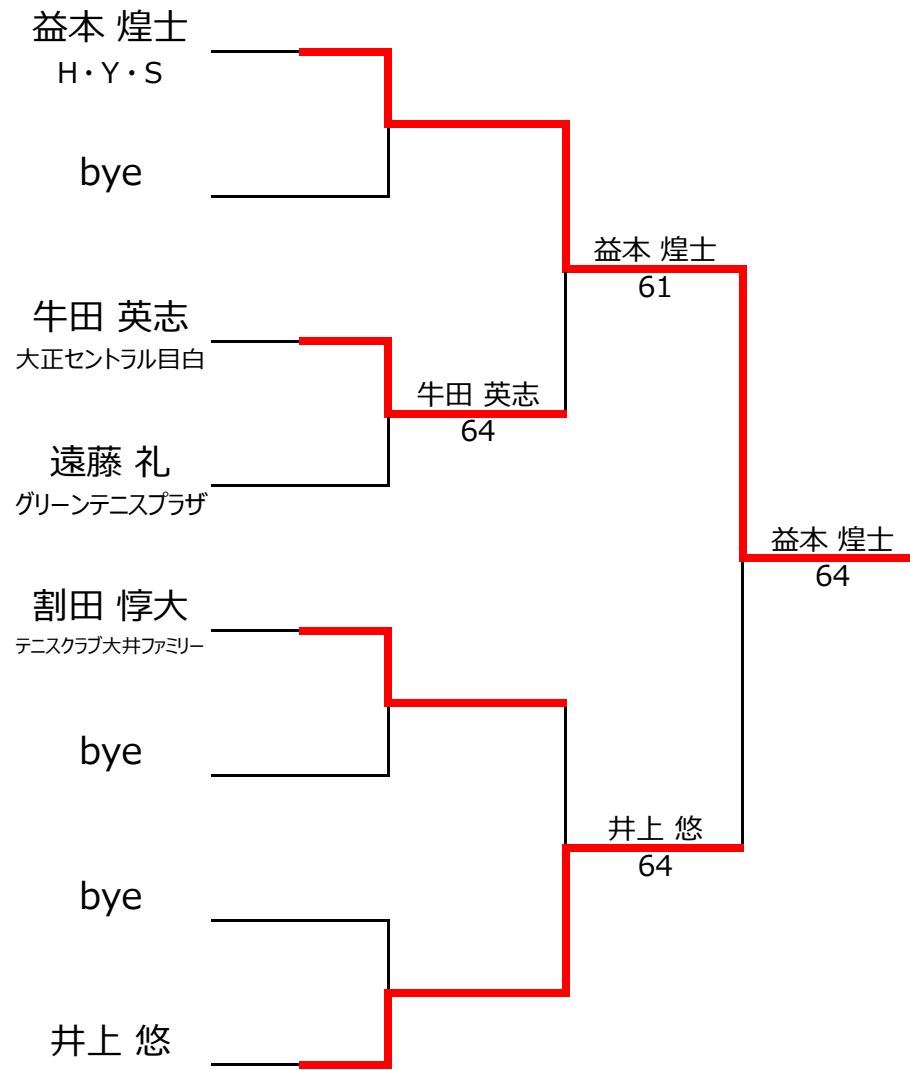 益本 煌士
H・Y・S
bye
牛田 英志
大正セントラル目白
遠藤 礼
グリーンテニスプラザ
割田 惇大
テニスクラブ大井ファミリー
bye
bye
井上 悠
牛田 英志
64
益本 煌士
61
井上 悠
64
益本 煌士
64